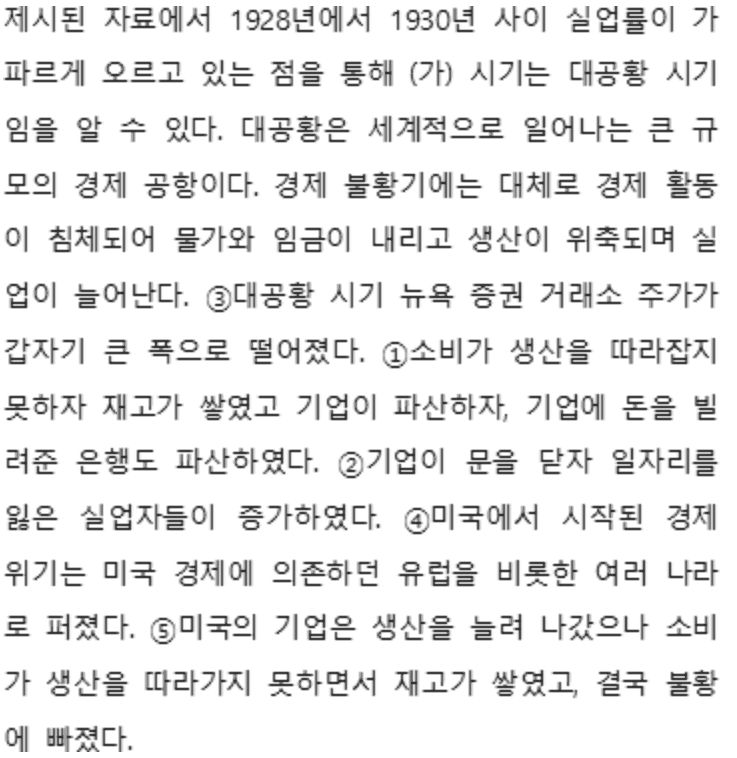 제시된 자료에서 1928년에서 1930년 사이 실업률이 가
파르게 오르고 있는 점을 통해 (가) 시기는 대공황 시기
임을 알 수 있다. 대공황은 세계적으로 일어나는 큰 규
모의 경제 공항이다. 경제 불황기에는 대체로 경제 활동
이 침체되어 물가와 임금이 내리고 생산이 위축되며 실
업이 늘어난다. ③대공황 시기 뉴욕 증권 거래소 주가가
갑자기 큰 폭으로 떨어졌다. ①소비가 생산을 따라잡지
못하자 재고가 쌓였고 기업이 파산하자, 기업에 돈을 빌
려준 은행도 파산하였다. ②기업이 문을 닫자 일자리를
잃은 실업자들이 증가하였다. ④미국에서 시작된 경제
위기는 미국 경제에 의존하던 유럽을 비롯한 여러 나라
로 퍼졌다. ⑤미국의 기업은 생산을 늘려 나갔으나 소비
가 생산을 따라가지 못하면서 재고가 쌓였고, 결국 불황
에 빠졌다.